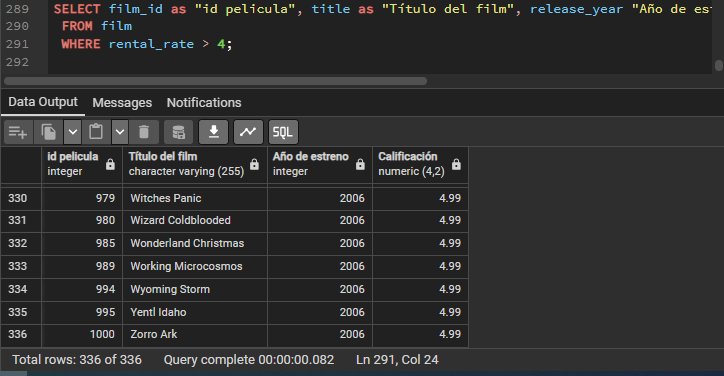 289 SELECT film_id as "id pelicula", title as "Título del film", release_year "Año de es
290 FROM film
291 WHERE rental_rate > 4;
292
Data Output Messages Notifications
SQL
id pelicula Título del film Año de estreno Calificación
integer character varying (255) integer numeric (4,2)
330 979 Witches Panic 2006 4.99
331 980 Wizard Coldblooded 2006 4.99
332 985 Wonderland Christmas 2006 4.99
333 989 Working Microcosmos 2006 4.99
334 994 Wyoming Storm 2006 4.99
335 995 Yentl Idaho 2006 4.99
336 1000 Zorro Ark 2006 4.99
Total rows: 336 of 336 Query complete 00:00:00.082 Ln 291, Col 24